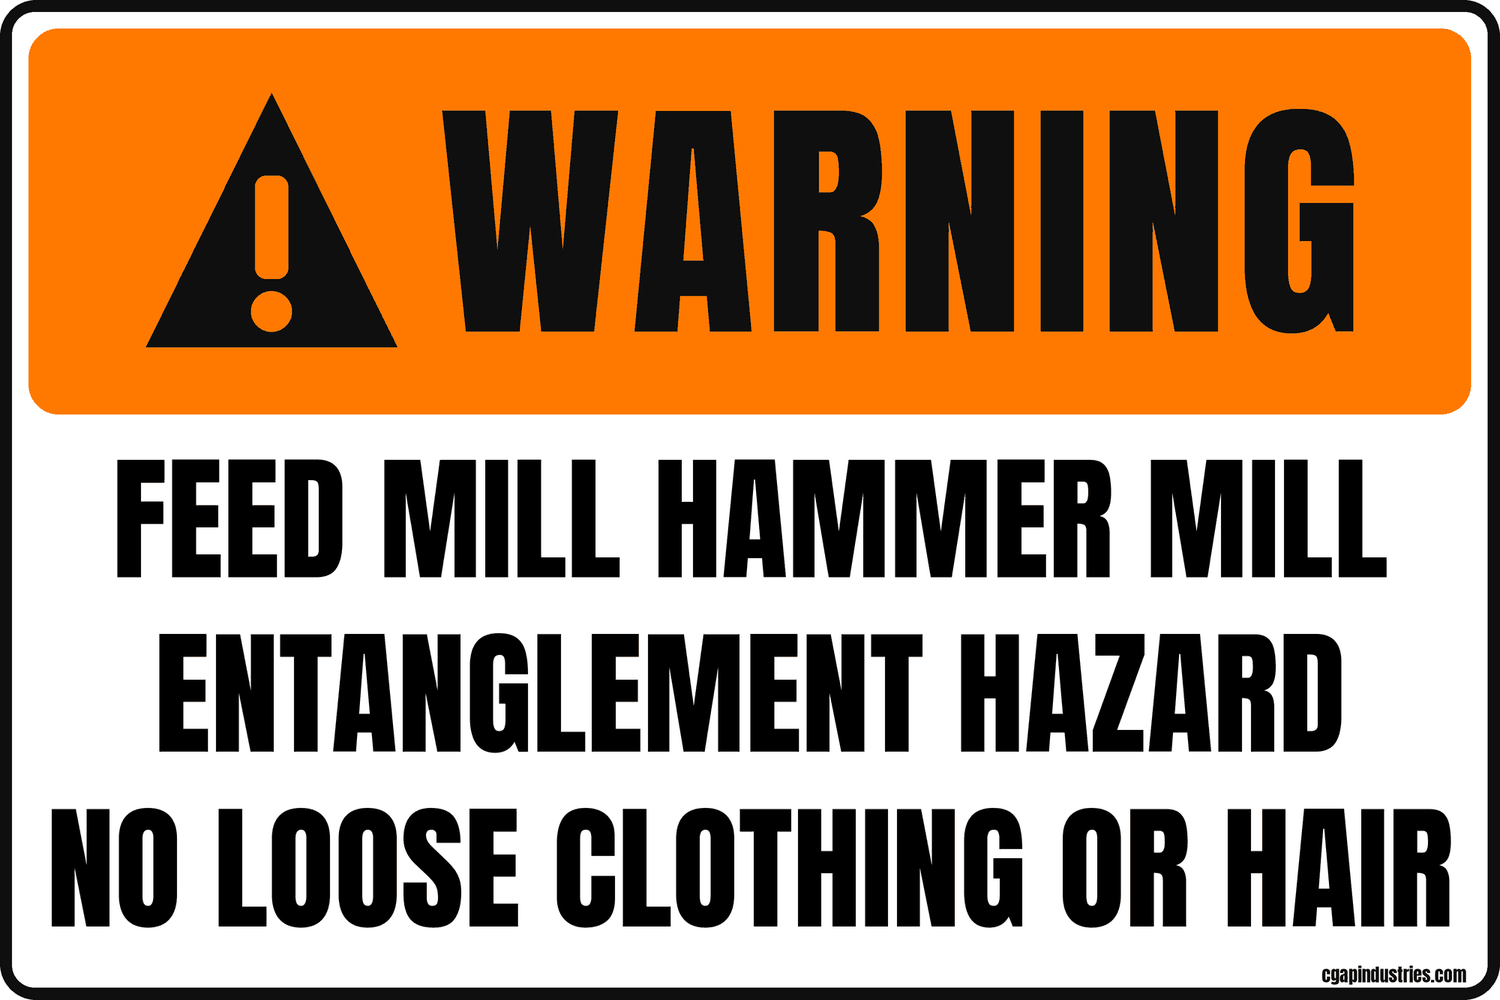 WARNING
FEED MILL HAMMER MILL
ENTANGLEMENT HAZARD
NO LOOSE CLOTHING OR HAIR
cgapindustries.com